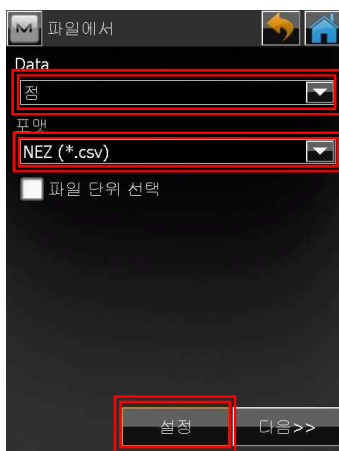 M 파일에서
Data
점
포맷
NEZ (*.csv)
파일 단위 선택
설정 다음>>